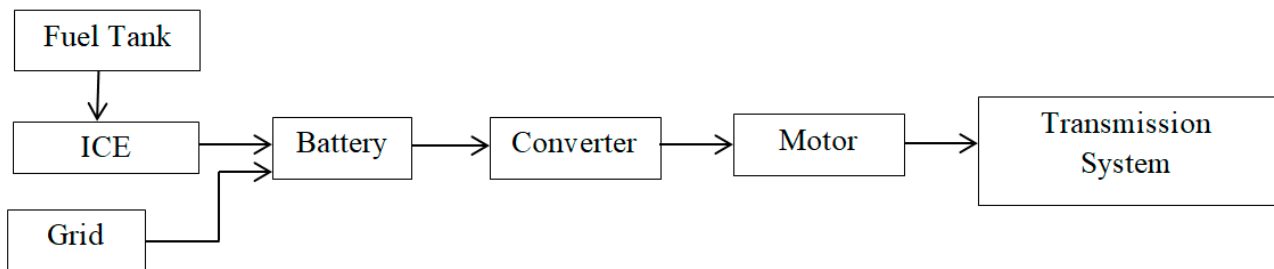 Fuel Tank
ICE
Battery
Converter
Motor
Transmission
System
Grid